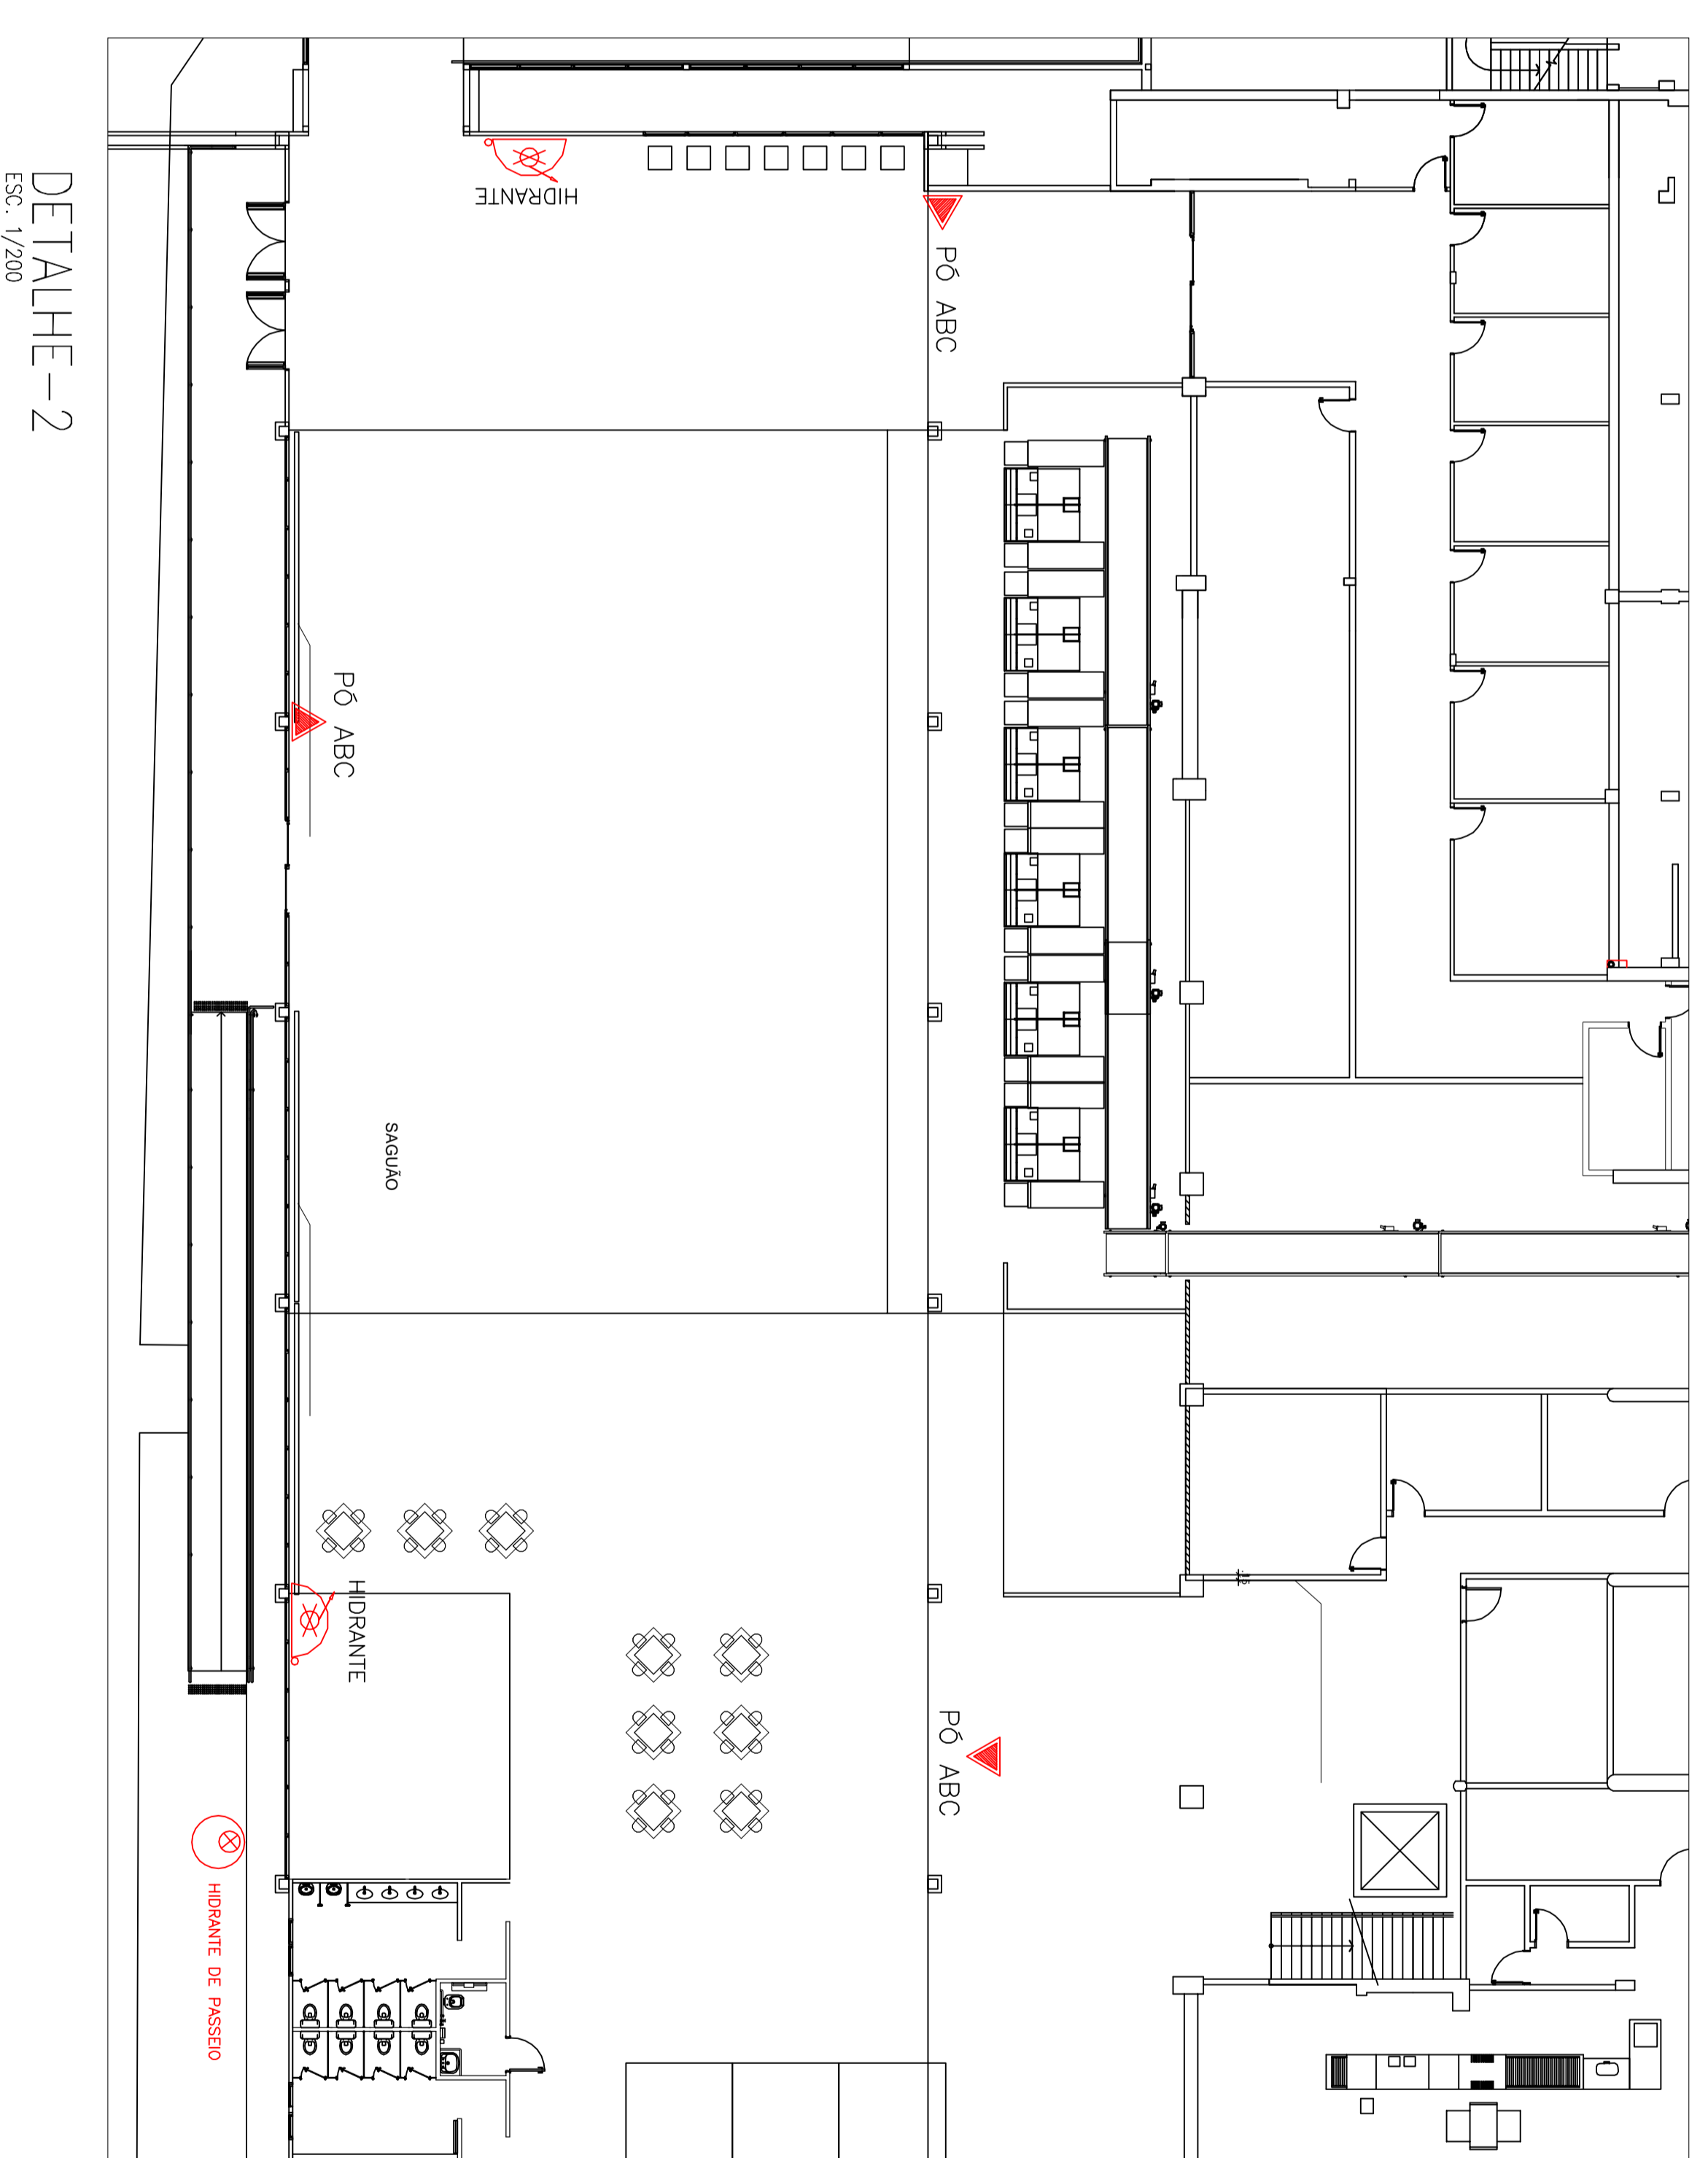 DETALHE-2
ESC. 1/200
HIDRANTE
PÓ ABC
PÓ ABC
SAGUÃO
HIDRANTE
PÓ ABC
HIDRANTE DE PASSEIO